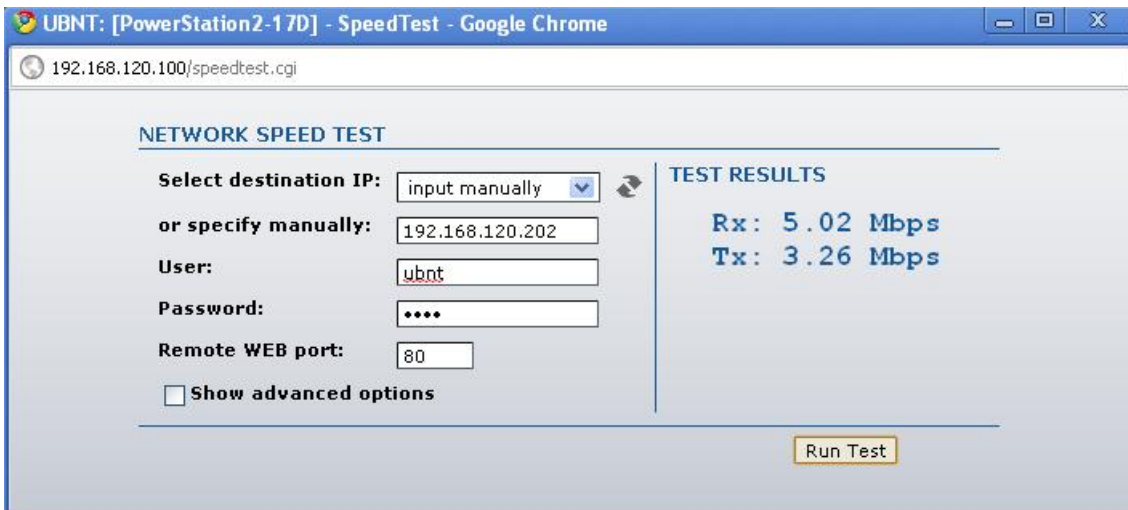 UBNT: [PowerStation2-17D] - SpeedTest - Google Chrome
192.168.120.100/speedtest.cgi
NETWORK SPEED TEST
Select destination IP: input manually
or specify manually: 192.168.120.202
User: ubnt
Password: ••••
Remote WEB port: 80
Show advanced options
TEST RESULTS
Rx: 5.02 Mbps
Tx: 3.26 Mbps
Run Test